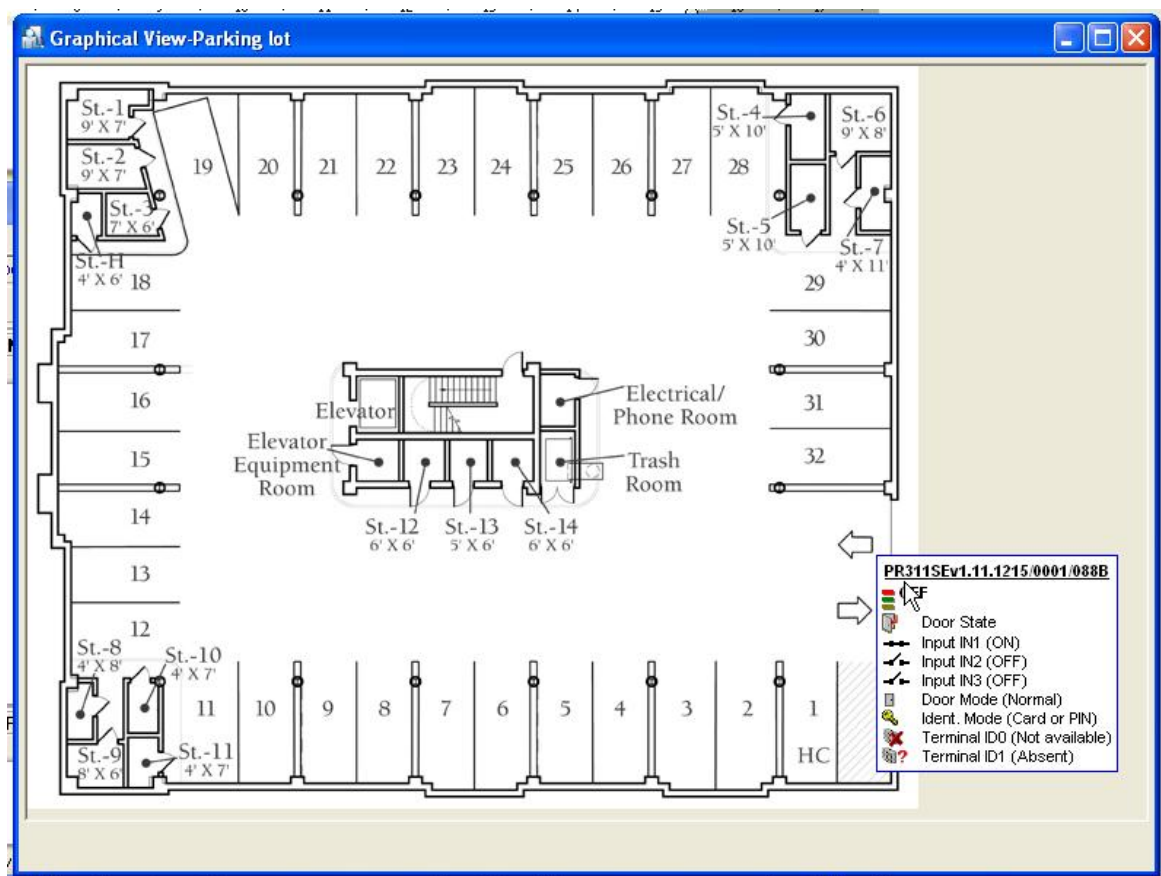 Graphical View-Parking lot
St.-1
9' X 7'
St.-2
9' X 7'
St.-3
7' X 6'
St.-H
4' X 6'
19
20
21
22
23
24
25
26
27
28
St.-4
5' X 10'
St.-6
9' X 8'
St.-5
5' X 10'
St.-7
4' X 11'
18
17
16
15
14
13
12
29
30
31
32
Elevator
Elevator
Equipment
Room
Electrical/
Phone Room
Trash
Room
St.-12
6' X 6'
St.-13
5' X 6'
St.-14
6' X 6'
PR311SEv1.11.1215/0001/088B
Door State
Input IN1 (ON)
Input IN2 (OFF)
Input IN3 (OFF)
Door Mode (Normal)
Ident. Mode (Card or PIN)
Terminal ID0 (Not available)
Terminal ID1 (Absent)
St.-8
4' X 8'
St.-10
4' X 7'
St.-9
8' X 6'
St.-11
4' X 7'
11
10
9
8
7
6
5
4
3
2
1
HC